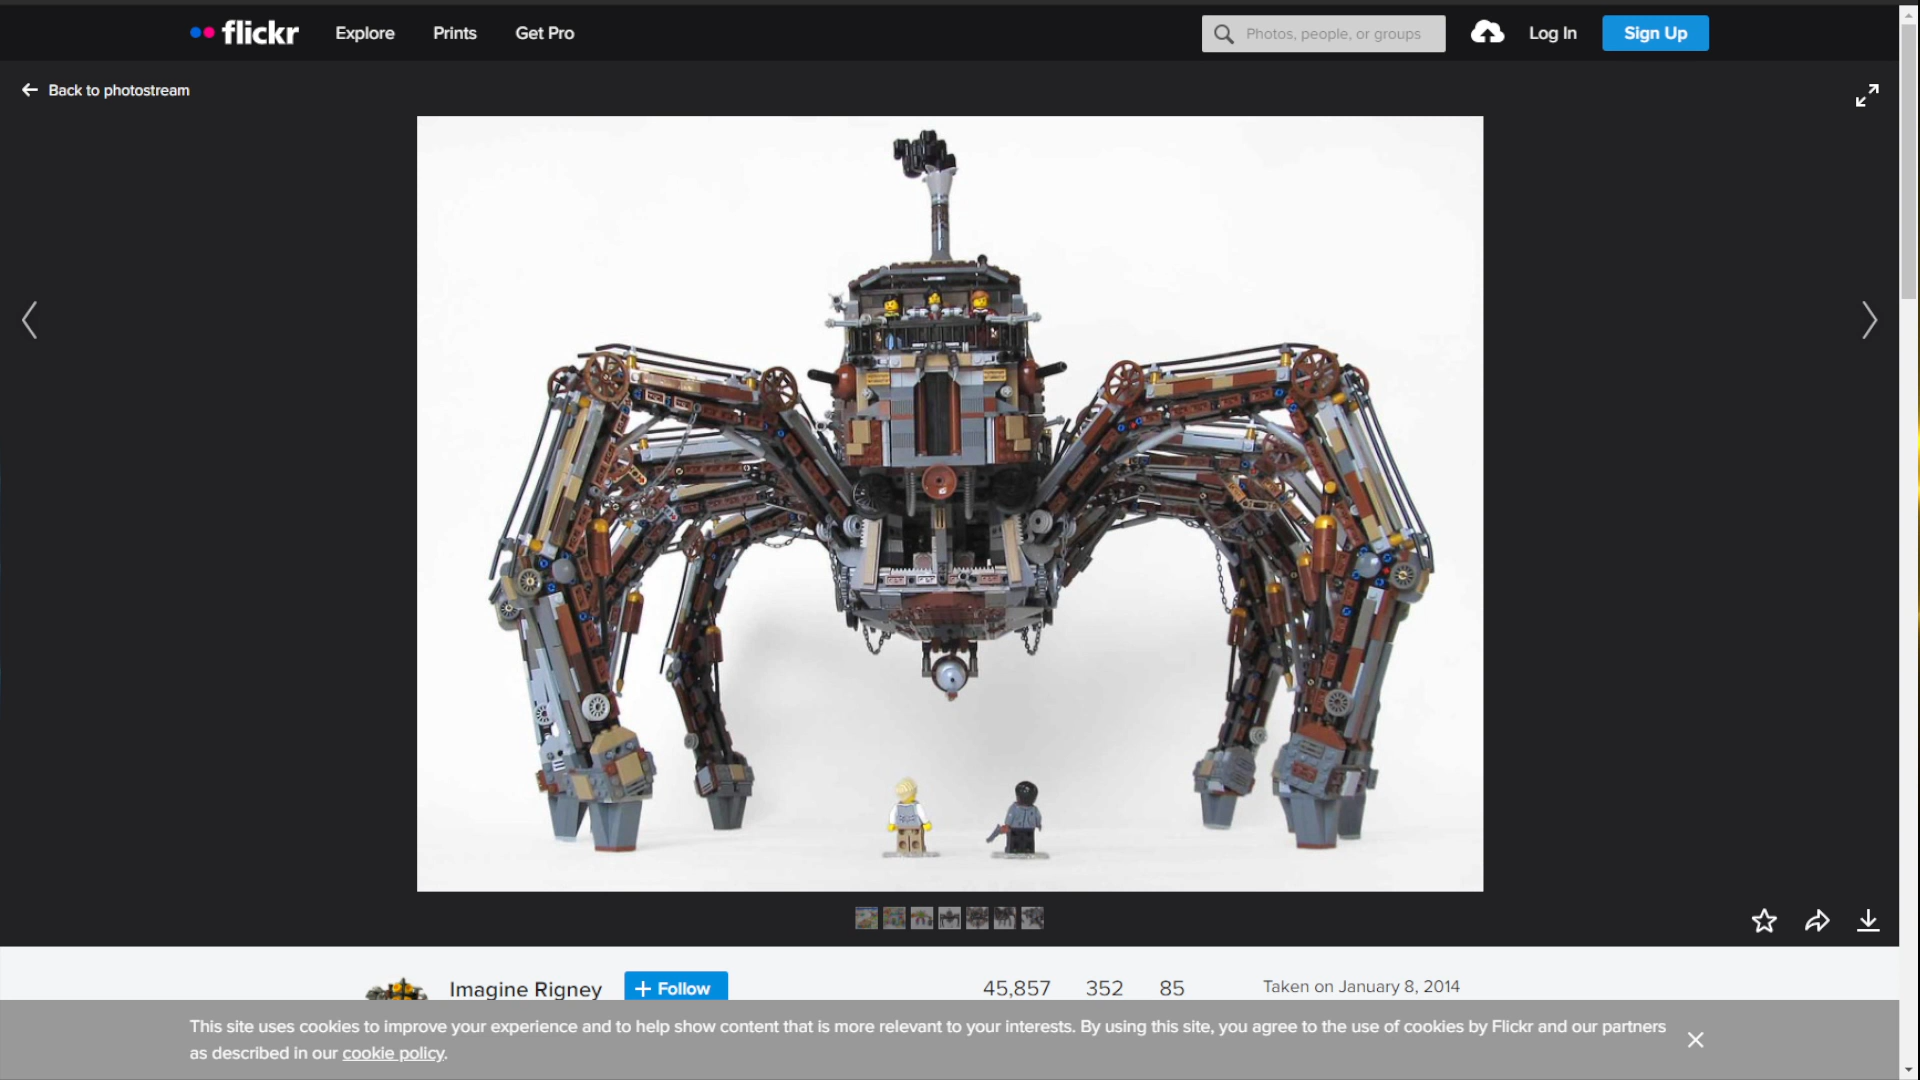 flickr Explore Prints Get Pro Photos, people, or groups Log In Sign Up
Back to photostream
Imagine Rigney + Follow 45,857 352 85 Taken on January 8, 2014
This site uses cookies to improve your experience and to help show content that is more relevant to your interests. By using this site, you agree to the use of cookies by Flickr and our partners
as described in our cookie policy.